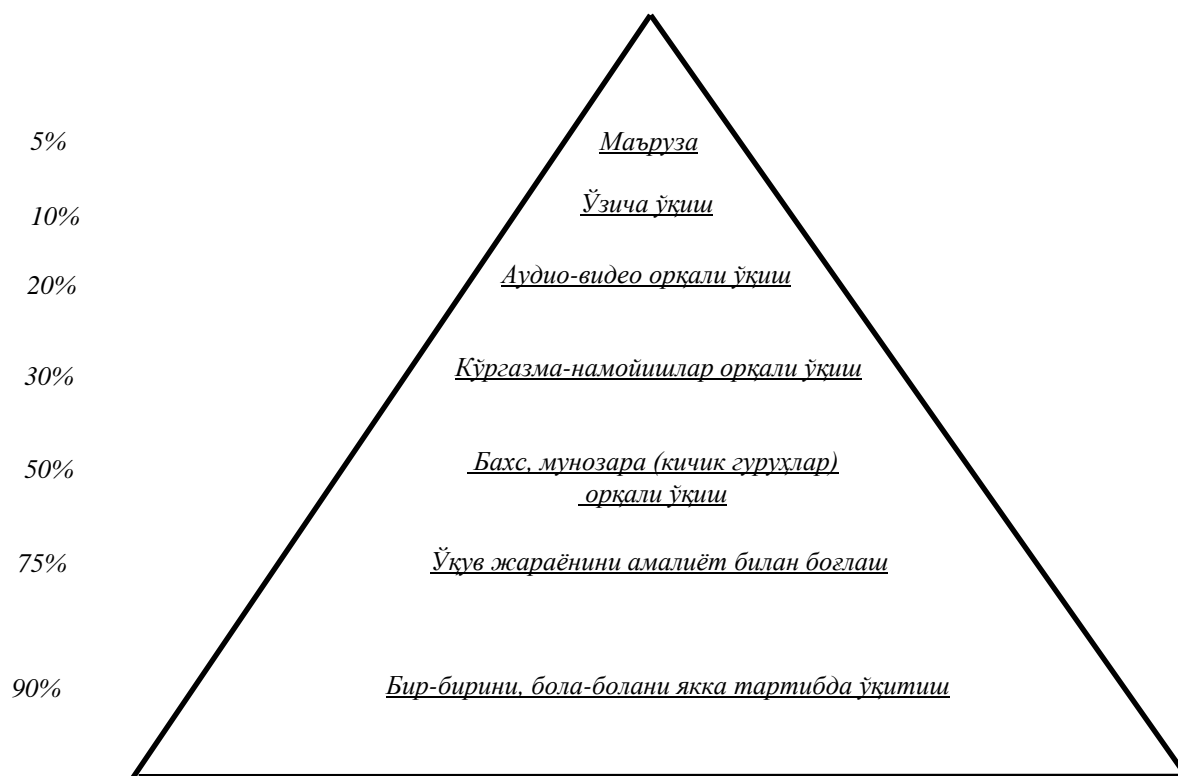 5% Маъруза
10% Ўзича ўқиш
20% Аудио-видео орқали ўқиш
30% Кўргазма-намойишлар орқали ўқиш
50% Бахс, мунозара (кичик гуруҳлар)
орқали ўқиш
75% Ўқув жараёнини амалиёт билан боғлаш
90% Бир-бирини, бола-болани якка тартибда ўқитиш